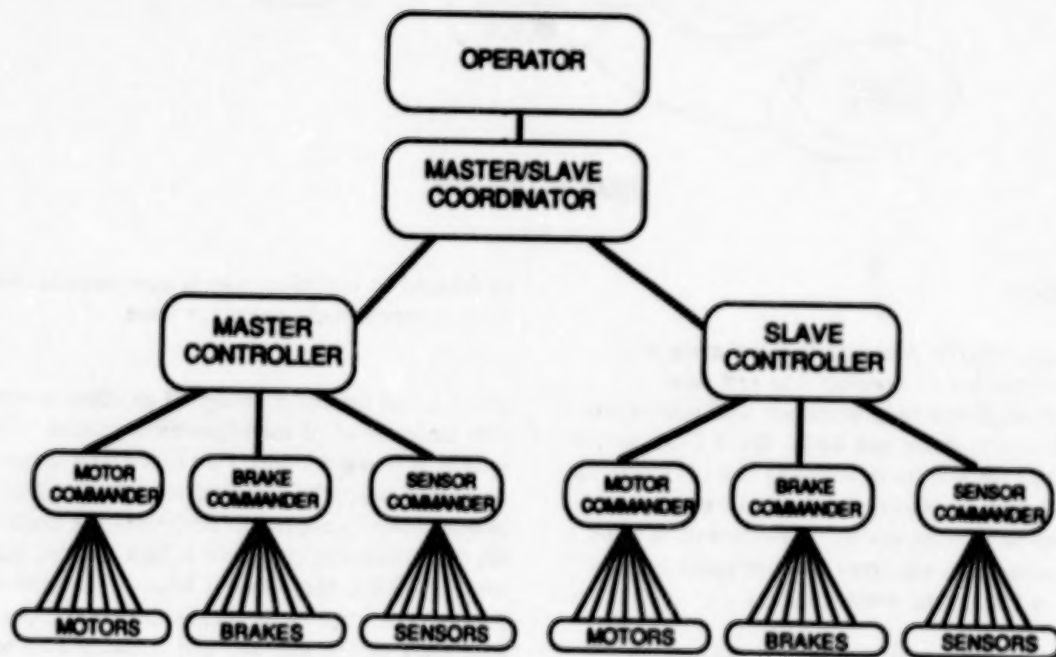 OPERATOR
MASTER/SLAVE
COORDINATOR
MASTER
CONTROLLER
SLAVE
CONTROLLER
MOTOR
COMMANDER
BRAKE
COMMANDER
SENSOR
COMMANDER
MOTOR
COMMANDER
BRAKE
COMMANDER
SENSOR
COMMANDER
MOTORS
BRAKES
SENSORS
MOTORS
BRAKES
SENSORS